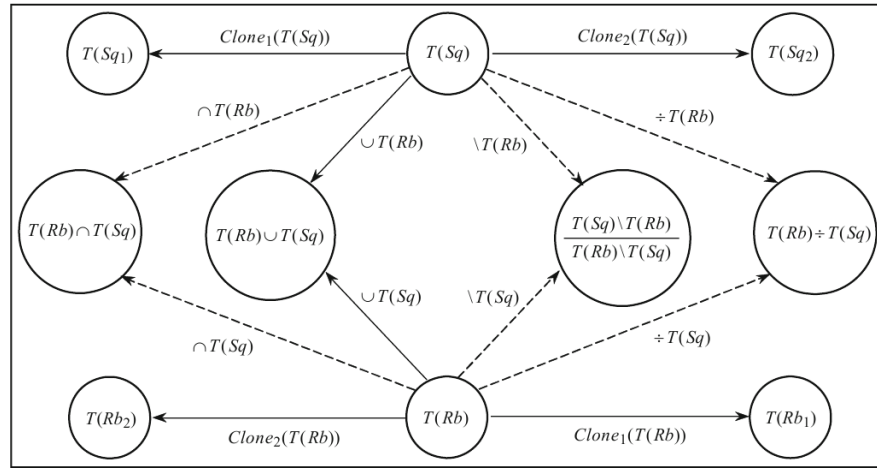 T(Sq₁) Clone₁(T(Sq)) T(Sq) Clone₂(T(Sq)) T(Sq₂)
∩T(Rb) ∪T(Rb) \T(Rb) ÷T(Rb)
T(Rb)∩T(Sq) T(Rb)∪T(Sq) T(Sq)\T(Rb) T(Rb)÷T(Sq)
T(Rb)\T(Sq)
∩T(Sq) ∪T(Sq) \T(Sq) ÷T(Sq)
T(Rb₂) Clone₂(T(Rb)) T(Rb) Clone₁(T(Rb)) T(Rb₁)